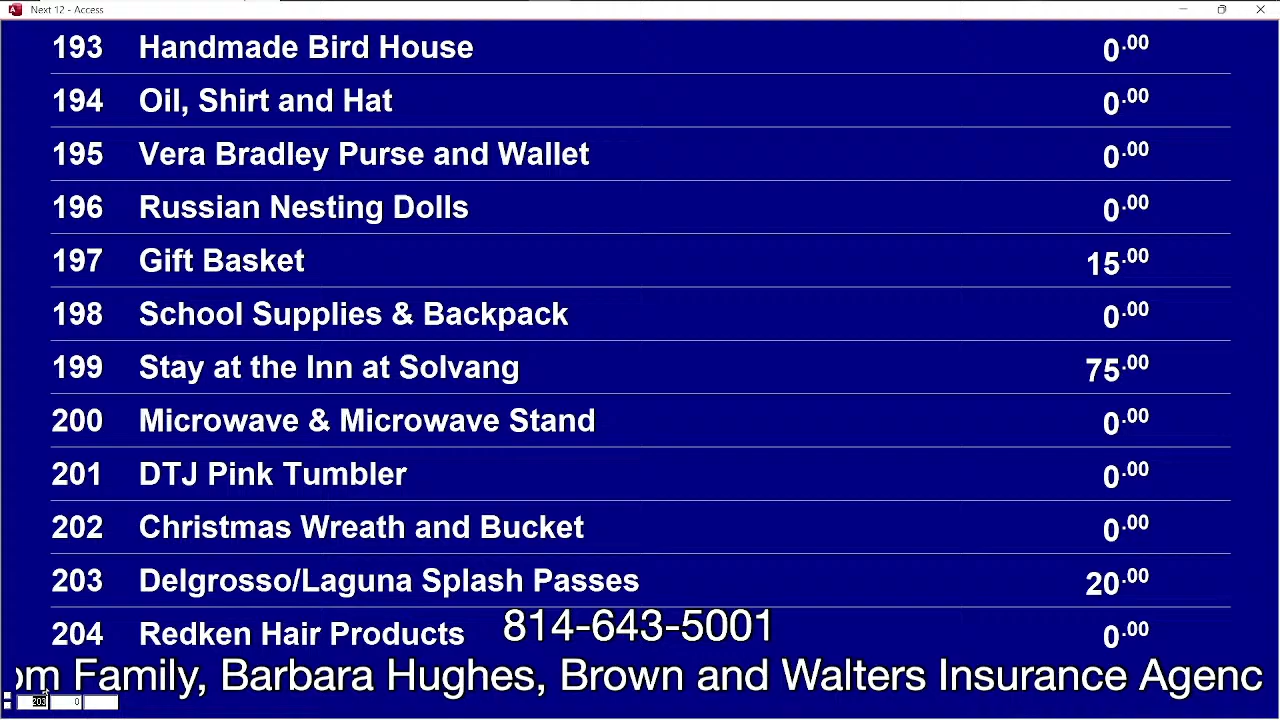 Next 12 - Access
193 Handmade Bird House 0.00
194 Oil, Shirt and Hat 0.00
195 Vera Bradley Purse and Wallet 0.00
196 Russian Nesting Dolls 0.00
197 Gift Basket 15.00
198 School Supplies & Backpack 0.00
199 Stay at the Inn at Solvang 75.00
200 Microwave & Microwave Stand 0.00
201 DTJ Pink Tumbler 0.00
202 Christmas Wreath and Bucket 0.00
203 Delgrosso/Laguna Splash Passes 20.00
204 Redken Hair Products 0.00
814-643-5001
om Family, Barbara Hughes, Brown and Walters Insurance Agenc
203 0